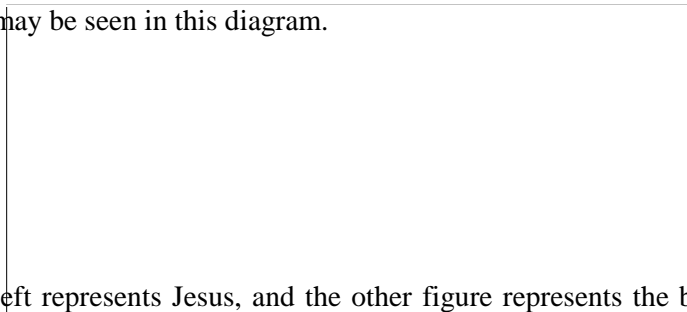 may be seen in this diagram.
eft represents Jesus, and the other figure represents the